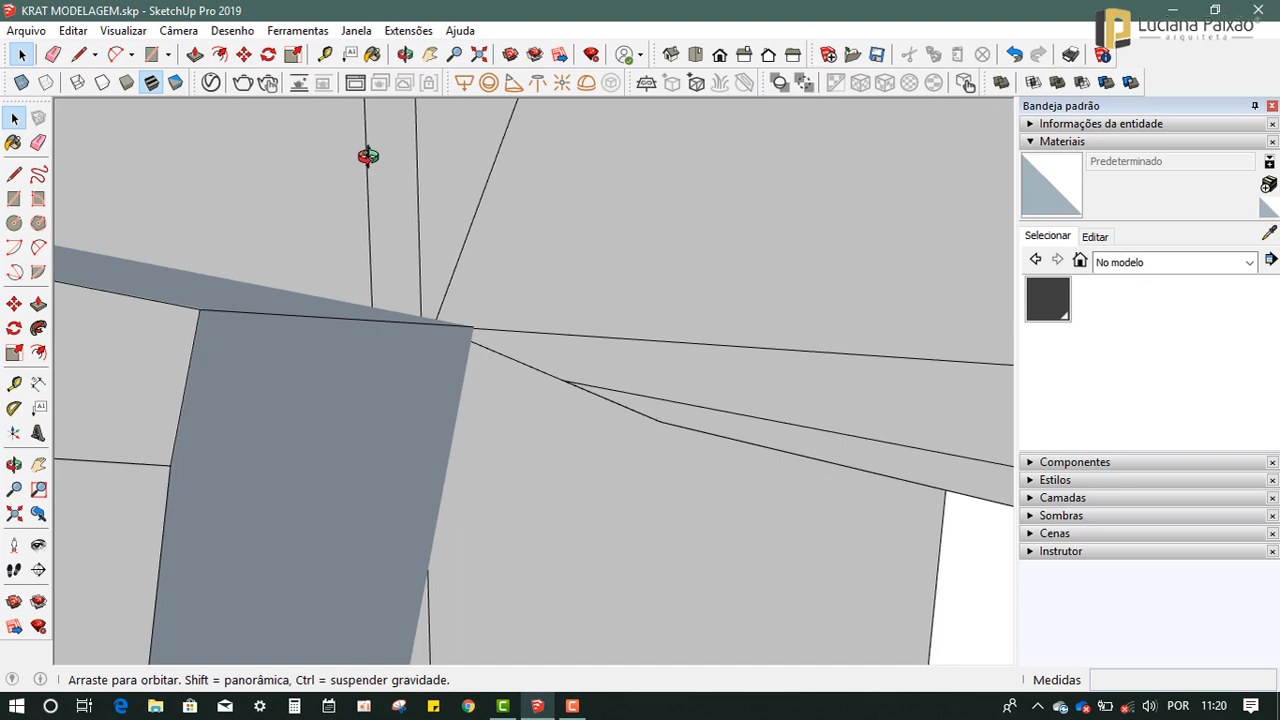 KRAT MODELAGEM.skp - SketchUp Pro 2019
Luciana Paixão
arquiteta
Arquivo Editar Visualizar Câmera Desenho Ferramentas Janela Extensões Ajuda
Bandeja padrão
Informações da entidade
Materiais
Predeterminado
Selecionar Editar
No modelo
Componentes
Estilos
Camadas
Sombras
Cenas
Instrutor
A1
Arraste para orbitar. Shift = panorâmica, Ctrl = suspender gravidade.
Medidas
POR 11:20